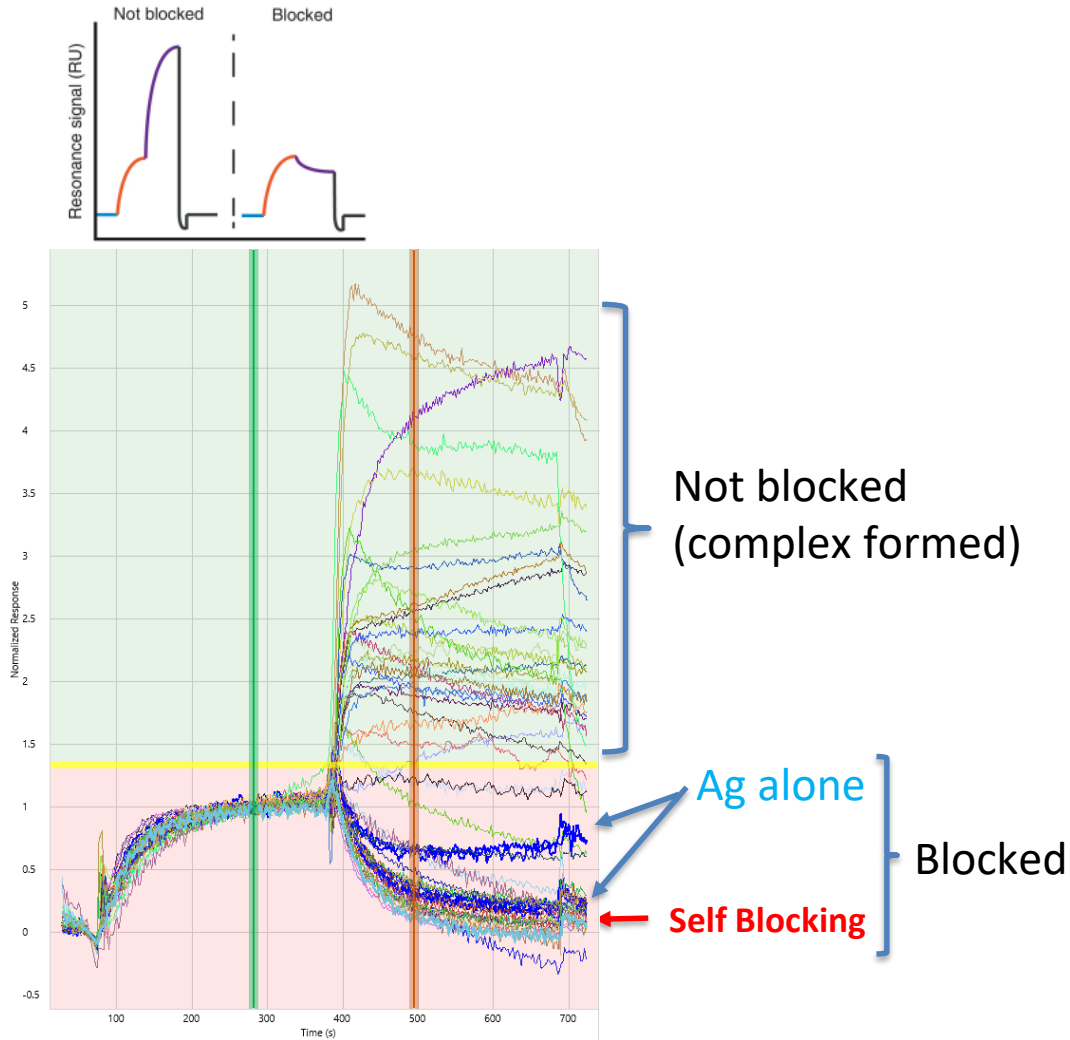 Not blocked
Blocked
Resonance signal (RU)
5
4.5
4
3.5
3
2.5
2
1.5
1
0.5
0
-0.5
Normalized Response
100
200
300
400
500
600
700
Time (s)
Not blocked
(complex formed)
Ag alone
Blocked
Self Blocking